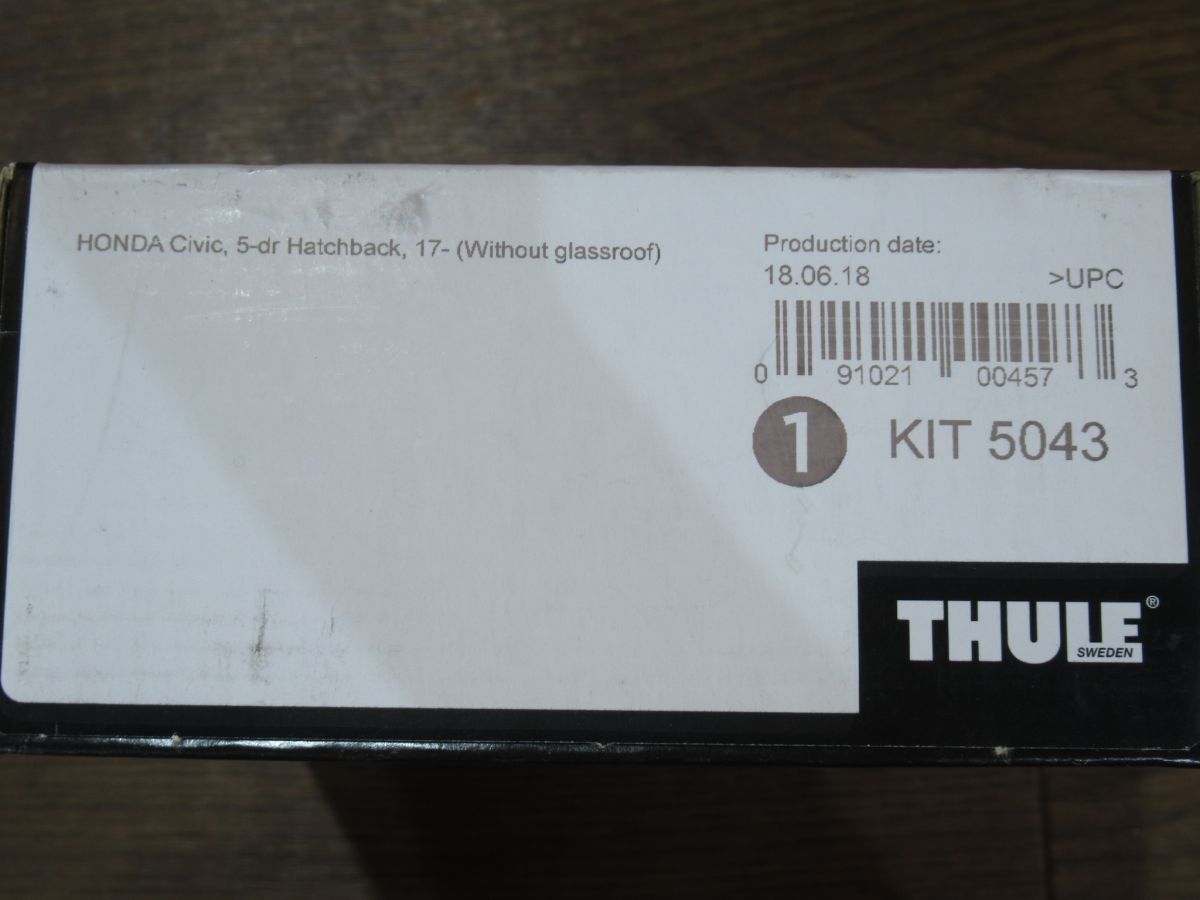 HONDA Civic, 5-dr Hatchback, 17- (Without glassroof)
Production date:
18.06.18 >UPC
0 91021 00457 3
1 KIT 5043
THULE®
SWEDEN